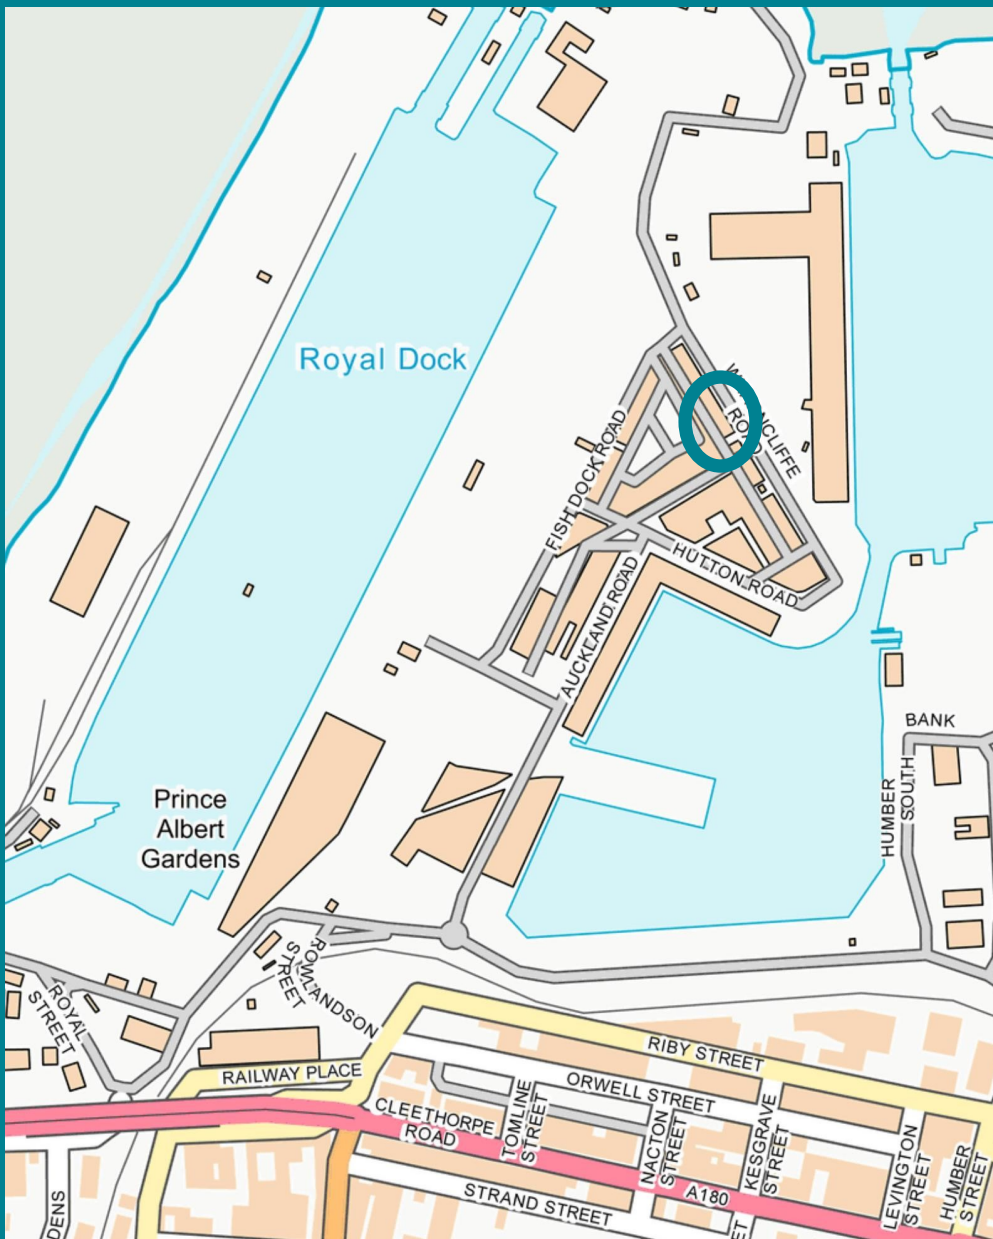 Royal Dock
ROAD
FISH DOCK ROAD
HUTTON ROAD
AUCKLAND ROAD
BANK
HUMBER
SOUTH
Prince
Albert
Gardens
ROWLANDSON
STREET
ROYAL
STREET
RIBY STREET
RAILWAY PLACE
ORWELL STREET
CLEETHORPE
ROAD
TOMLINE
STREET
NACTON
STREET
KESGRAVE
STREET
LEVINGTON
STREET
HUMBER
STREET
STRAND STREET
A180
DENS
ET